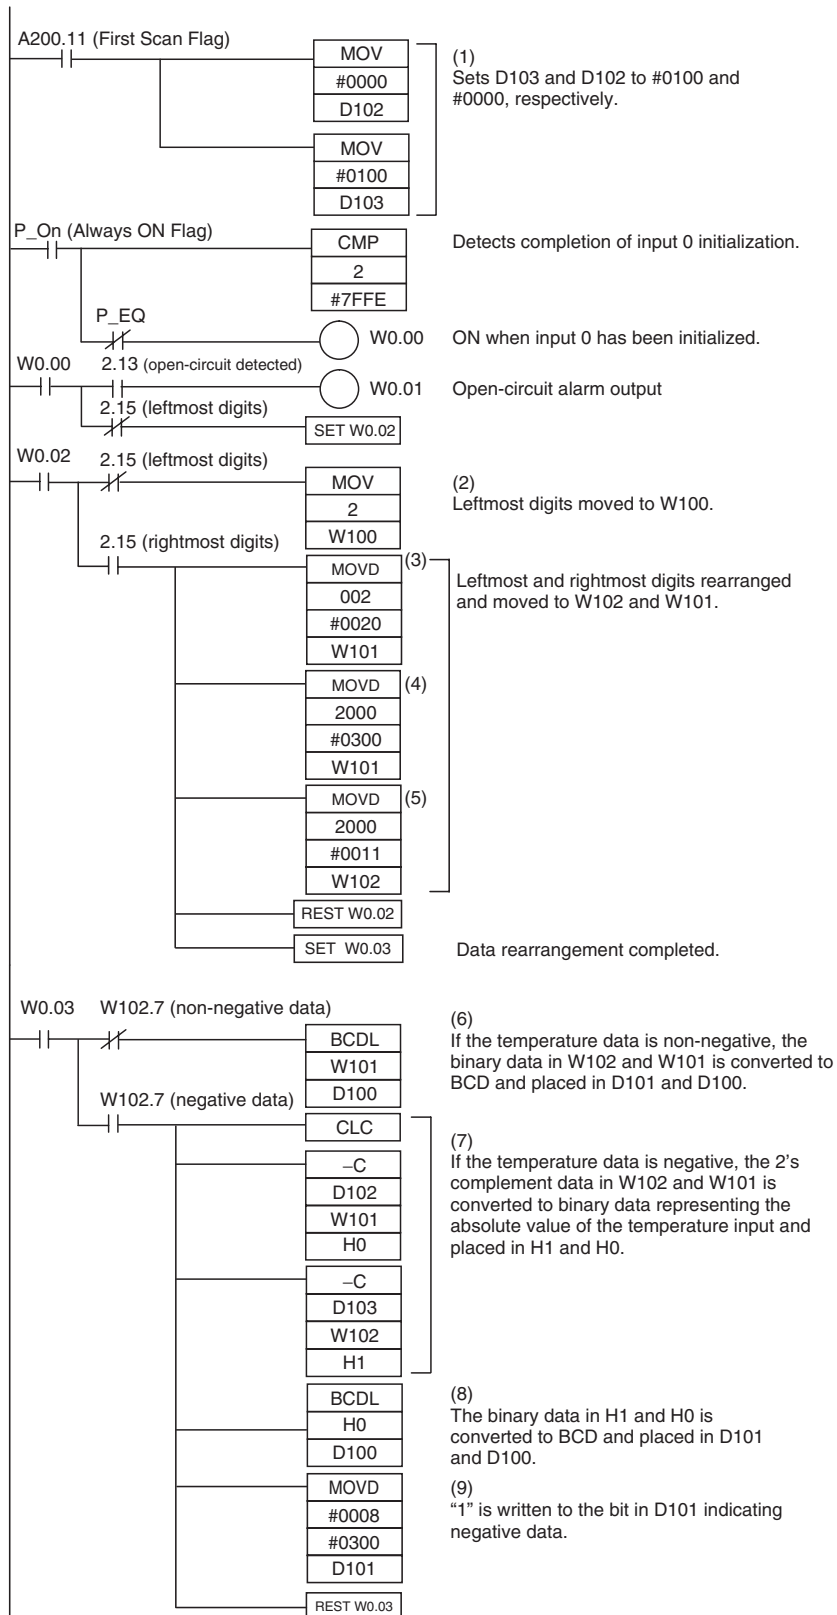 A200.11 (First Scan Flag)
MOV
#0000
D102
(1)
Sets D103 and D102 to #0100 and
#0000, respectively.
MOV
#0100
D103
P_On (Always ON Flag)
CMP
2
#7FFE
Detects completion of input 0 initialization.
P_EQ
W0.00
ON when input 0 has been initialized.
W0.00
2.13 (open-circuit detected)
W0.01
Open-circuit alarm output
2.15 (leftmost digits)
SET W0.02
W0.02
2.15 (leftmost digits)
MOV
2
W100
(2)
Leftmost digits moved to W100.
2.15 (rightmost digits)
MOVD
002
#0020
W101
(3)
Leftmost and rightmost digits rearranged
and moved to W102 and W101.
MOVD
2000
#0300
W101
(4)
MOVD
2000
#0011
W102
(5)
REST W0.02
SET W0.03
Data rearrangement completed.
W0.03
W102.7 (non-negative data)
BCDL
W101
D100
(6)
If the temperature data is non-negative, the
binary data in W102 and W101 is converted to
BCD and placed in D101 and D100.
W102.7 (negative data)
CLC
(7)
If the temperature data is negative, the 2's
complement data in W102 and W101 is
converted to binary data representing the
absolute value of the temperature input and
placed in H1 and H0.
–C
D102
W101
H0
–C
D103
W102
H1
BCDL
H0
D100
(8)
The binary data in H1 and H0 is
converted to BCD and placed in D101
and D100.
MOVD
#0008
#0300
D101
(9)
“1” is written to the bit in D101 indicating
negative data.
REST W0.03